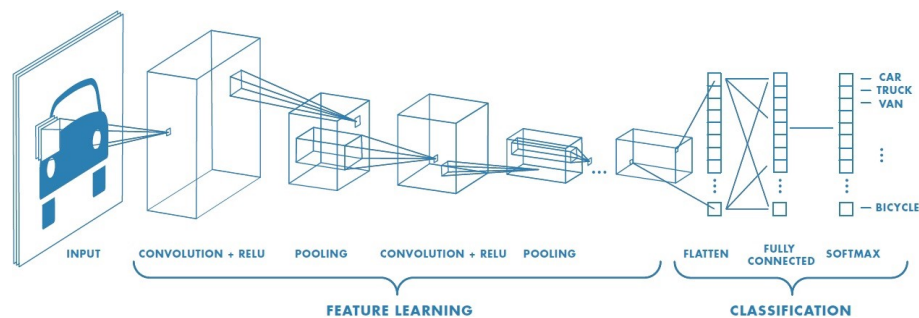 CAR
TRUCK
VAN
BICYCLE
INPUT
CONVOLUTION + RELU
POOLING
CONVOLUTION + RELU
POOLING
FLATTEN
FULLY
CONNECTED
SOFTMAX
FEATURE LEARNING
CLASSIFICATION